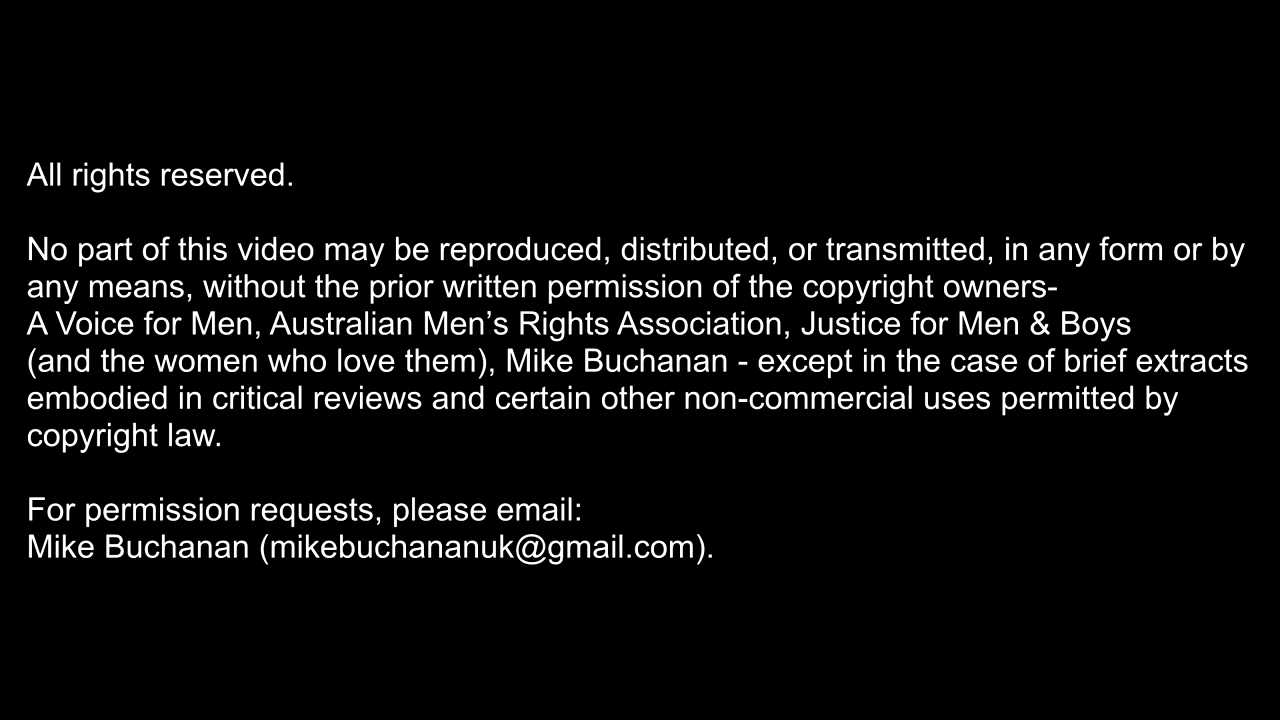 All rights reserved.
No part of this video may be reproduced, distributed, or transmitted, in any form or by
any means, without the prior written permission of the copyright owners-
A Voice for Men, Australian Men’s Rights Association, Justice for Men & Boys
(and the women who love them), Mike Buchanan - except in the case of brief extracts
embodied in critical reviews and certain other non-commercial uses permitted by
copyright law.
For permission requests, please email:
Mike Buchanan (mikebuchananuk@gmail.com).